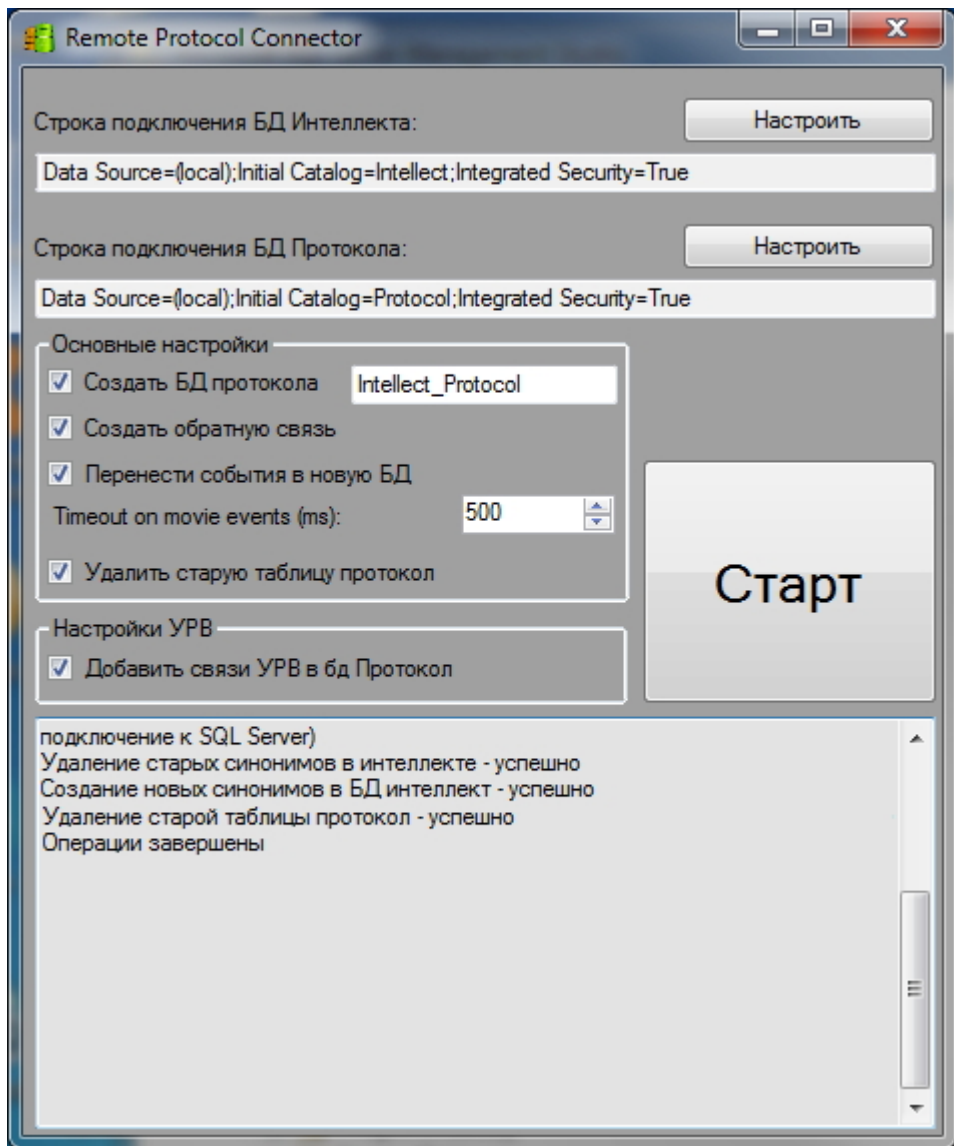 Remote Protocol Connector
Строка подключения БД Интеллекта:
Настроить
Data Source=(local);Initial Catalog=Intellect;Integrated Security=True
Строка подключения БД Протокола:
Настроить
Data Source=(local);Initial Catalog=Protocol;Integrated Security=True
Основные настройки
Создать БД протокола
Intellect_Protocol
Создать обратную связь
Перенести события в новую БД
Timeout on movie events (ms):
500
Удалить старую таблицу протокол
Старт
Настройки УРВ
Добавить связи УРВ в бд Протокол
подключение к SQL Server)
Удаление старых синонимов в интеллекте - успешно
Создание новых синонимов в БД интеллект - успешно
Удаление старой таблицы протокол - успешно
Операции завершены